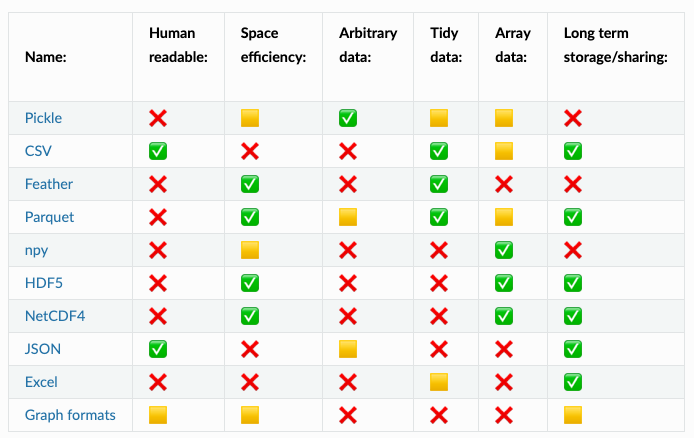 Name: Human readable: Space efficiency: Arbitrary data: Tidy data: Array data: Long term storage/sharing:
Pickle ❌ 🟨 ✅ 🟨 🟨 ❌
CSV ✅ ❌ ❌ ✅ 🟨 ✅
Feather ❌ ✅ ❌ ✅ ❌ ❌
Parquet ❌ ✅ 🟨 ✅ 🟨 ✅
npy ❌ 🟨 ❌ ❌ ✅ ❌
HDF5 ❌ ✅ ❌ ❌ ✅ ✅
NetCDF4 ❌ ✅ ❌ ❌ ✅ ✅
JSON ✅ ❌ 🟨 ❌ ❌ ✅
Excel ❌ ❌ ❌ 🟨 ❌ ✅
Graph formats 🟨 🟨 ❌ ❌ ❌ 🟨